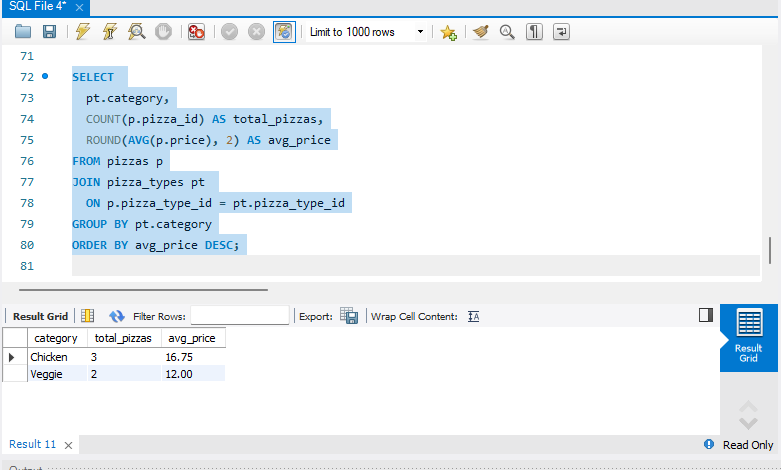 SQL File 4*
Limit to 1000 rows
71
72 SELECT
73 pt.category,
74 COUNT(p.pizza_id) AS total_pizzas,
75 ROUND(AVG(p.price), 2) AS avg_price
76 FROM pizzas p
77 JOIN pizza_types pt
78 ON p.pizza_type_id = pt.pizza_type_id
79 GROUP BY pt.category
80 ORDER BY avg_price DESC;
81
Result Grid Filter Rows: Export: Wrap Cell Content:
category total_pizzas avg_price
Chicken 3 16.75
Veggie 2 12.00
Result
Grid
Result 11 Read Only
Output